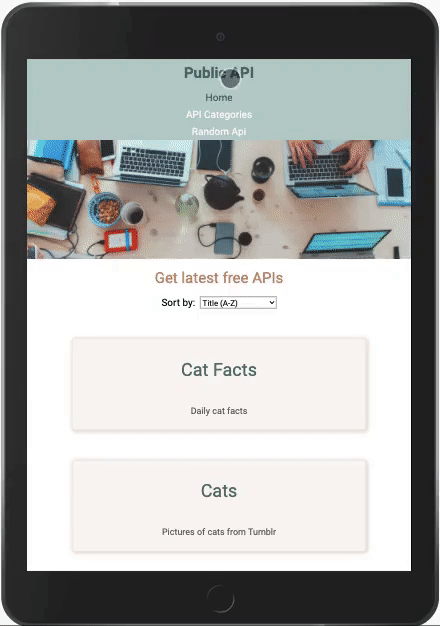 Public API
Home
API Categories
Random Api
Get latest free APIs
Sort by: Title (A-Z)
Cat Facts
Daily cat facts
Cats
Pictures of cats from Tumblr